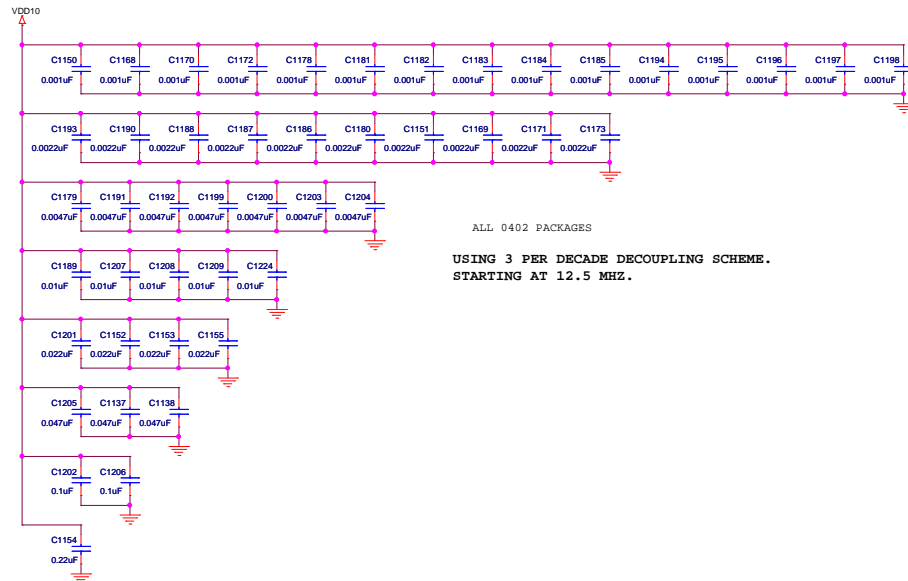 VDD10
C1150 C1168 C1170 C1172 C1178 C1181 C1182 C1183 C1184 C1185 C1194 C1195 C1196 C1197 C1198
0.001uF 0.001uF 0.001uF 0.001uF 0.001uF 0.001uF 0.001uF 0.001uF 0.001uF 0.001uF 0.001uF 0.001uF 0.001uF 0.001uF 0.001uF
C1193 C1190 C1188 C1187 C1186 C1180 C1151 C1169 C1171 C1173
0.0022uF 0.0022uF 0.0022uF 0.0022uF 0.0022uF 0.0022uF 0.0022uF 0.0022uF 0.0022uF 0.0022uF
C1179 C1191 C1192 C1199 C1200 C1203 C1204
0.0047uF 0.0047uF 0.0047uF 0.0047uF 0.0047uF 0.0047uF 0.0047uF
ALL 0402 PACKAGES
USING 3 PER DECADE DECOUPLING SCHEME.
STARTING AT 12.5 MHZ.
C1189 C1207 C1208 C1209 C1224
0.01uF 0.01uF 0.01uF 0.01uF 0.01uF
C1201 C1152 C1153 C1155
0.022uF 0.022uF 0.022uF 0.022uF
C1205 C1137 C1138
0.047uF 0.047uF 0.047uF
C1202 C1206
0.1uF 0.1uF
C1154
0.22uF